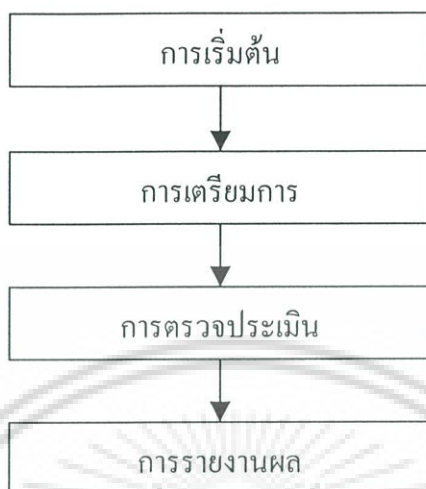 การเริ่มต้น
การเตรียมการ
การตรวจประเมิน
การรายงานผล